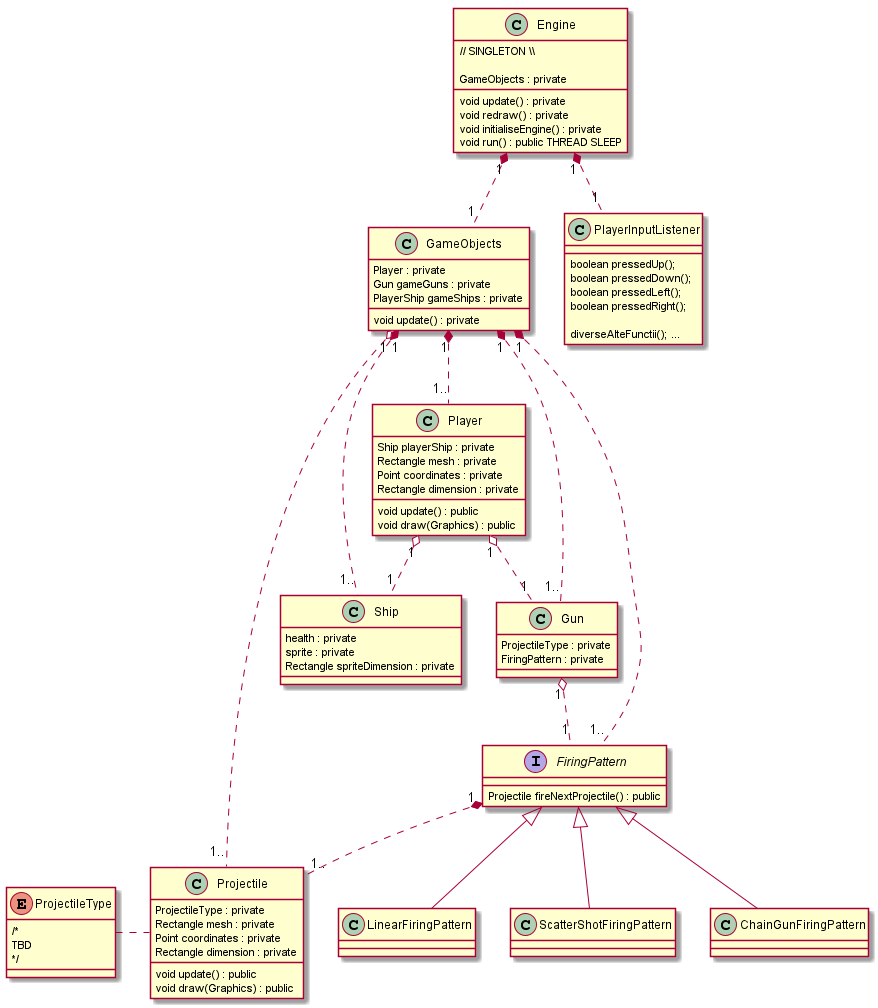 C Engine
// SINGLETON \\
GameObjects : private
void update() : private
void redraw() : private
void initialiseEngine() : private
void run() : public THREAD SLEEP
1
1
1
1
C PlayerInputListener
boolean pressedUp();
boolean pressedDown();
boolean pressedLeft();
boolean pressedRight();
diverseAlteFunctii(); ...
C GameObjects
Player : private
Gun gameGuns : private
PlayerShip gameShips : private
void update() : private
1
1
1
1
1
1..
C Player
Ship playerShip : private
Rectangle mesh : private
Point coordinates : private
Rectangle dimension : private
void update() : public
void draw(Graphics) : public
1
1
1..
1
1
1..
C Ship
health : private
sprite : private
Rectangle spriteDimension : private
C Gun
ProjectileType : private
FiringPattern : private
1
1
1..
I FiringPattern
Projectile fireNextProjectile() : public
1
1..
1..
E ProjectileType
/*
TBD
*/
C Projectile
ProjectileType : private
Rectangle mesh : private
Point coordinates : private
Rectangle dimension : private
void update() : public
void draw(Graphics) : public
C LinearFiringPattern
C ScatterShotFiringPattern
C ChainGunFiringPattern